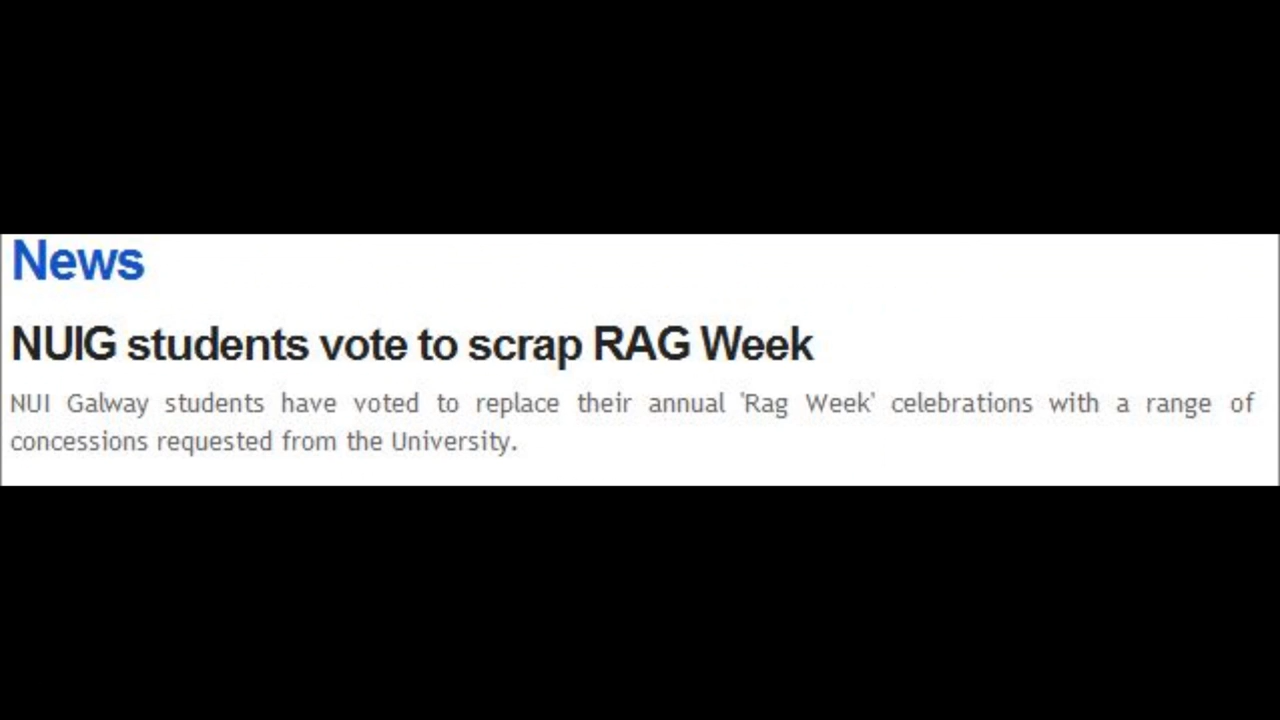 News
NUIG students vote to scrap RAG Week
NUI Galway students have voted to replace their annual 'Rag Week' celebrations with a range of
concessions requested from the University.